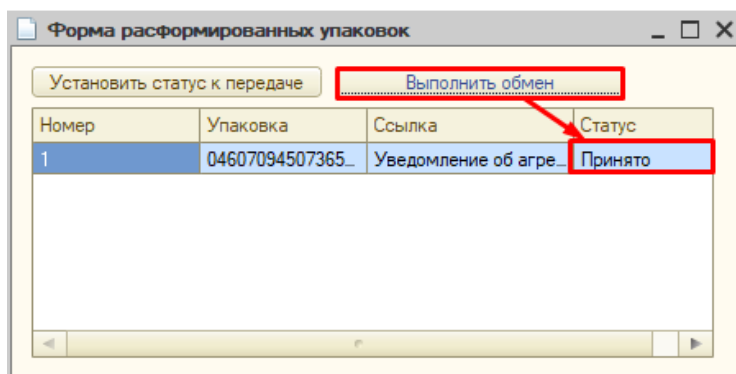 Форма расформированных упаковок
Установить статус к передаче Выполнить обмен
Номер Упаковка Ссылка Статус
1 04607094507365... Уведомление об агре... Принято